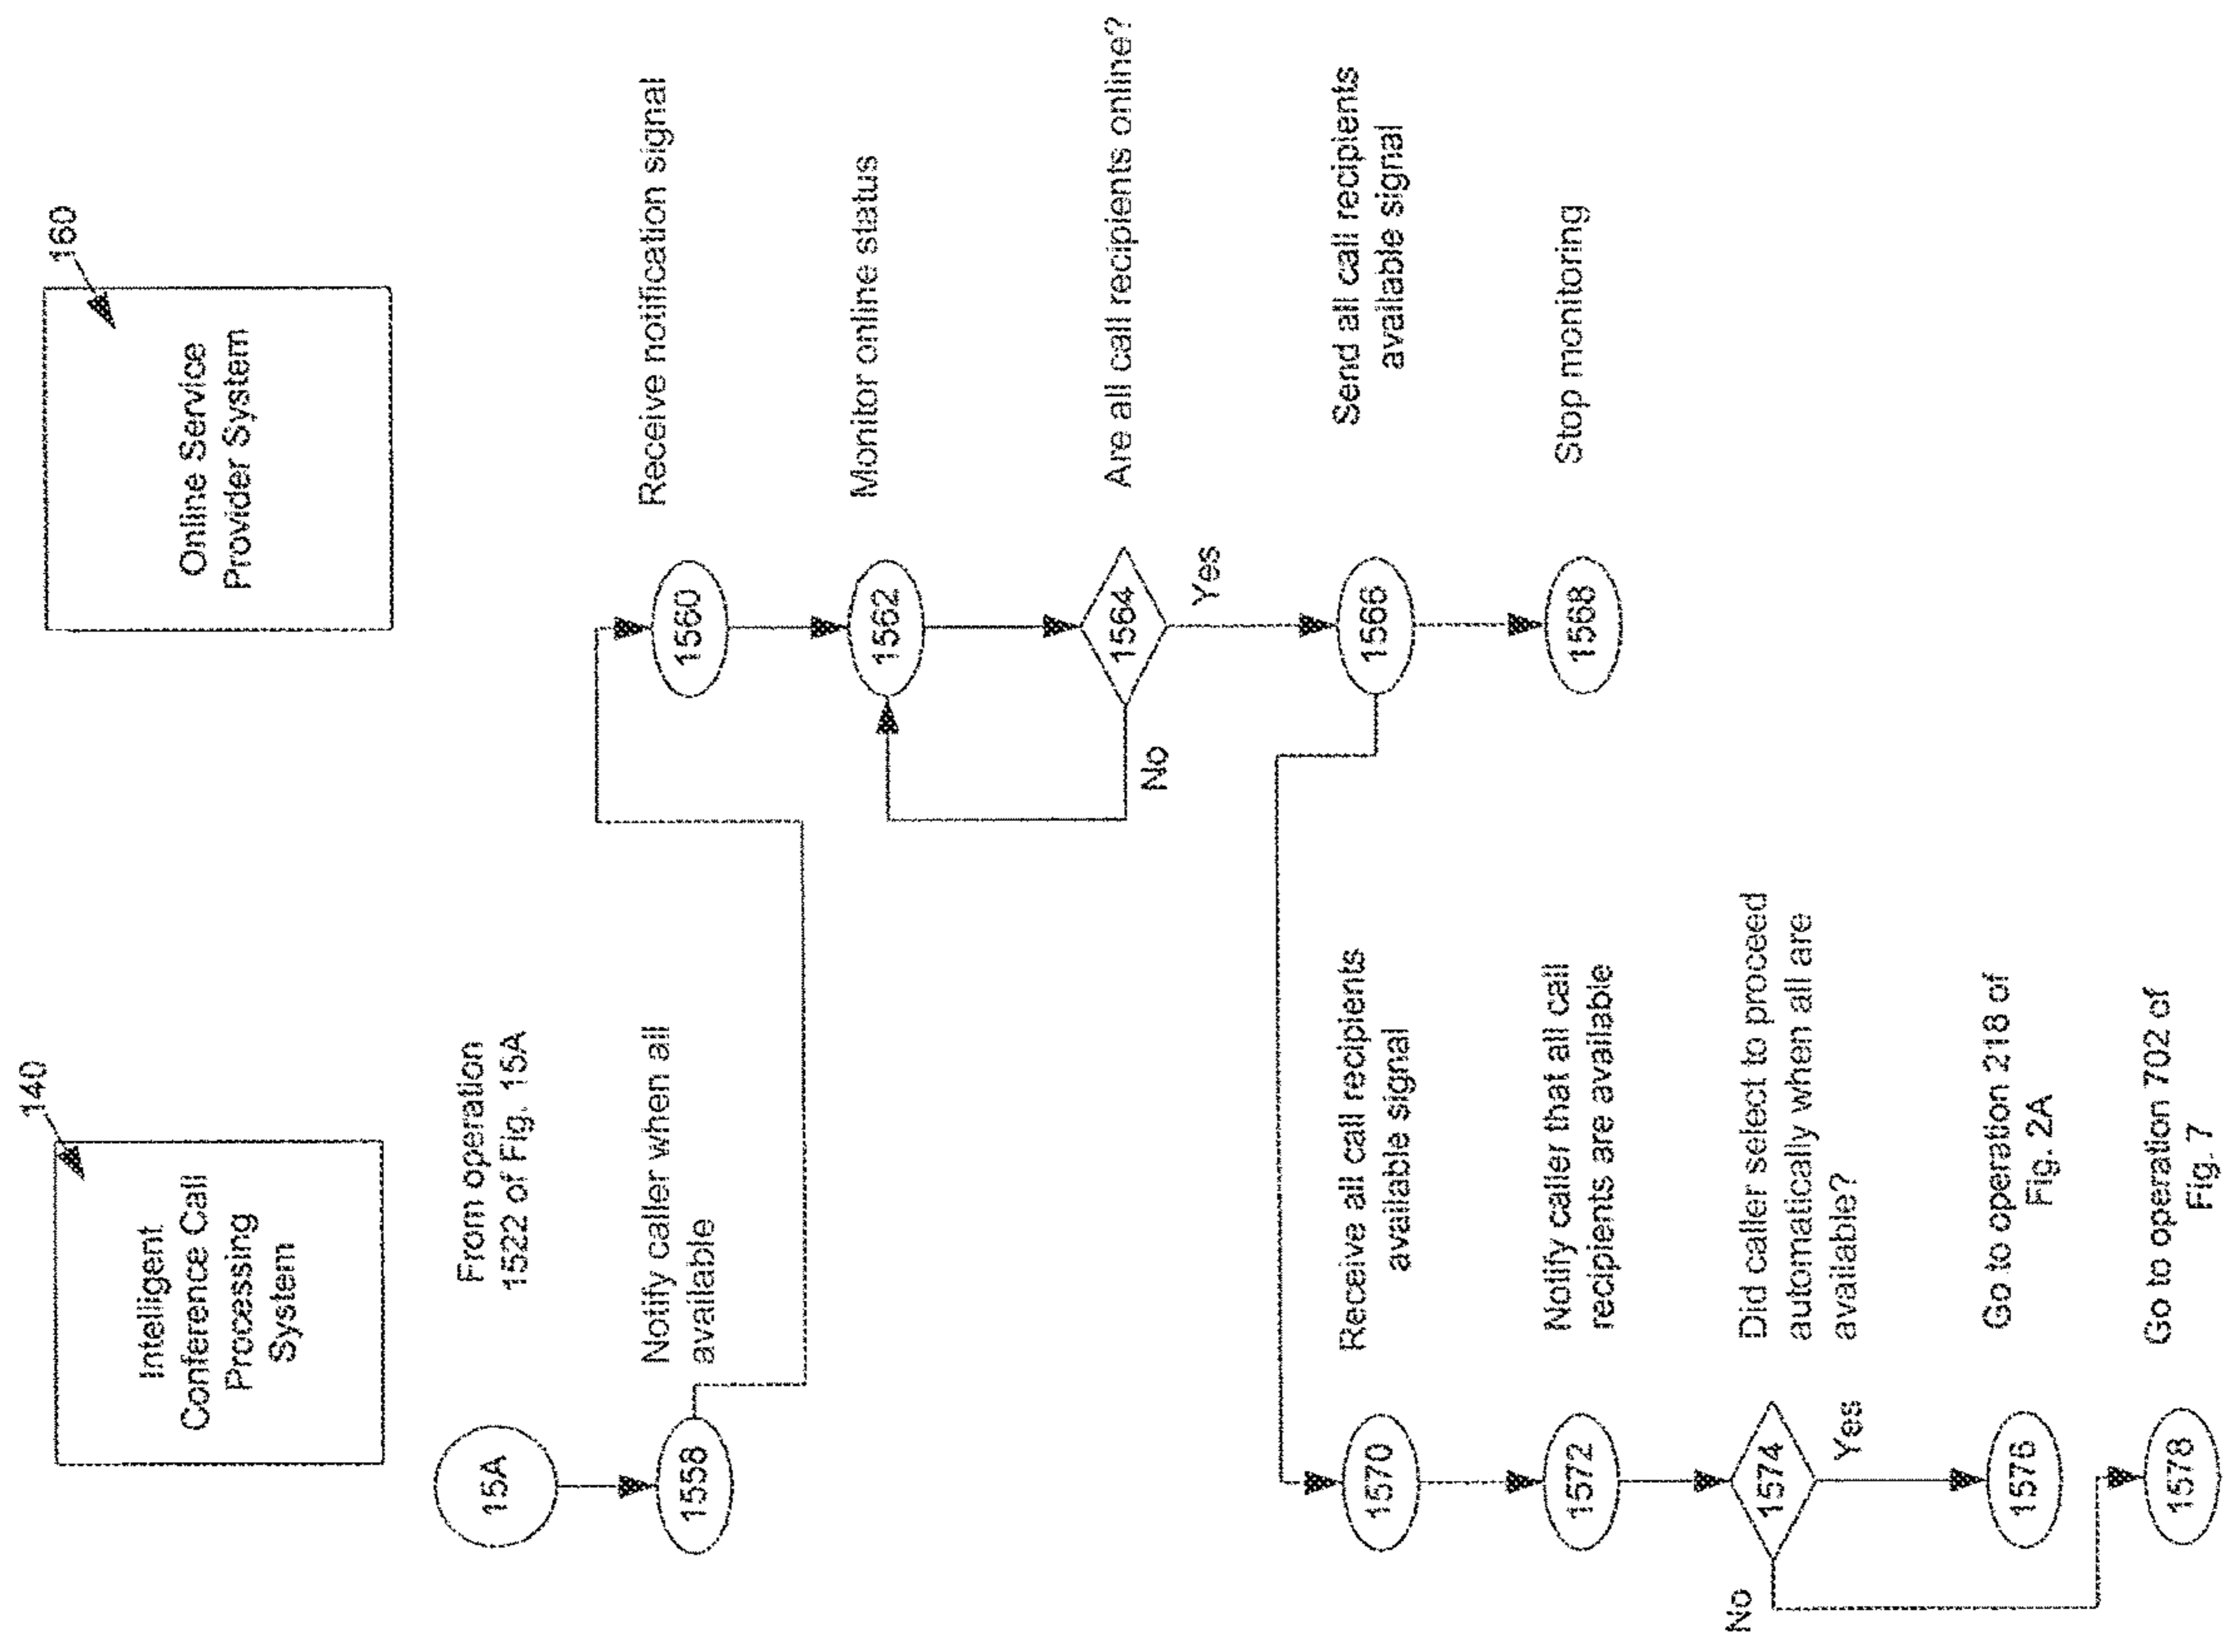 140
Intelligent
Conference Call
Processing
System
160
Online Service
Provider System
15A
From operation
1522 of Fig. 15A
1558
Notify caller when all
available
1560
Receive notification signal
1562
Monitor online status
1564
Are all call recipients online?
No
Yes
1566
Send all call recipients
available signal
1568
Stop monitoring
1570
Receive all call recipients
available signal
1572
Notify caller that all call
recipients are available
1574
Did caller select to proceed
automatically when all are
available?
No
Yes
1576
Go to operation 218 of
Fig. 2A
1578
Go to operation 702 of
Fig. 7